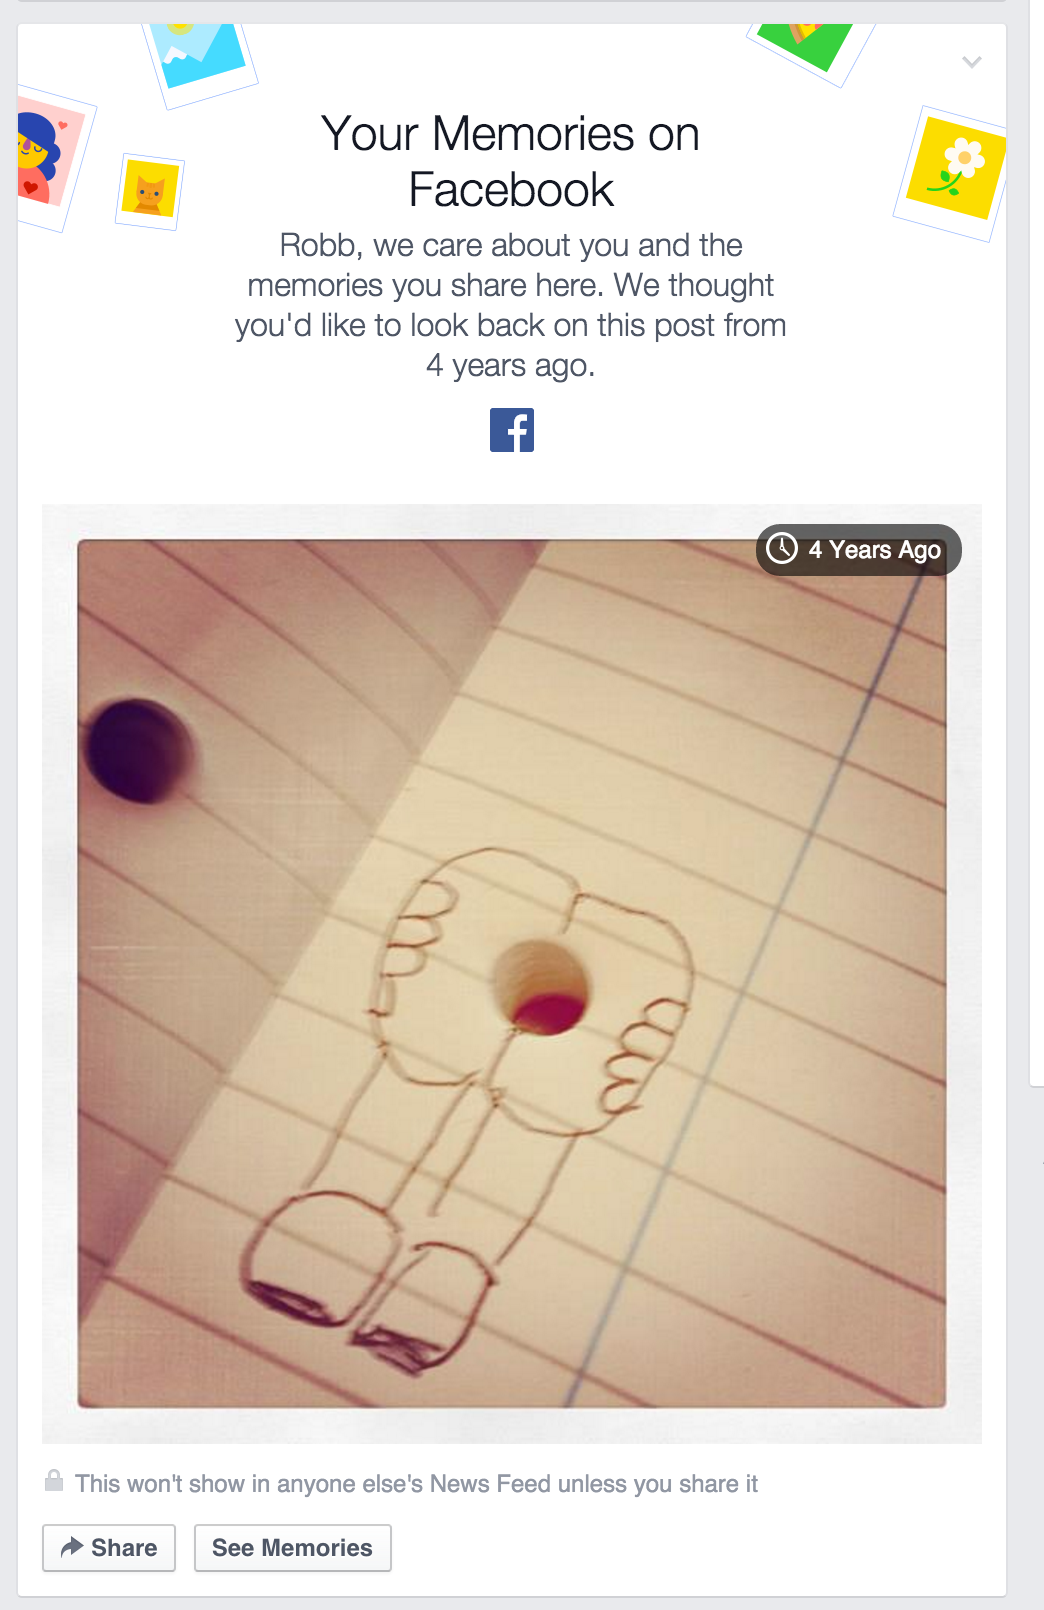 Your Memories on
Facebook
Robb, we care about you and the
memories you share here. We thought
you'd like to look back on this post from
4 years ago.
4 Years Ago
This won't show in anyone else's News Feed unless you share it
Share
See Memories